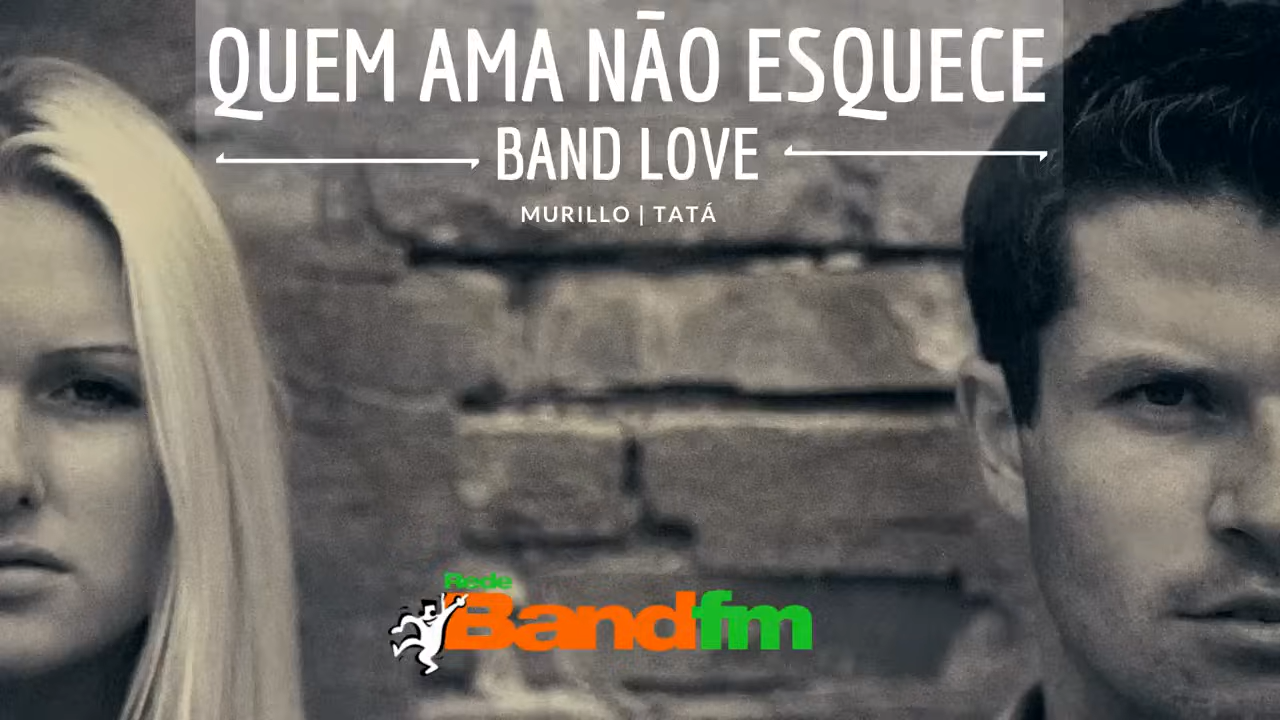 QUEM AMA NÃO ESQUECE
BAND LOVE
MURILLO | TATÁ
Rede
Bandfm